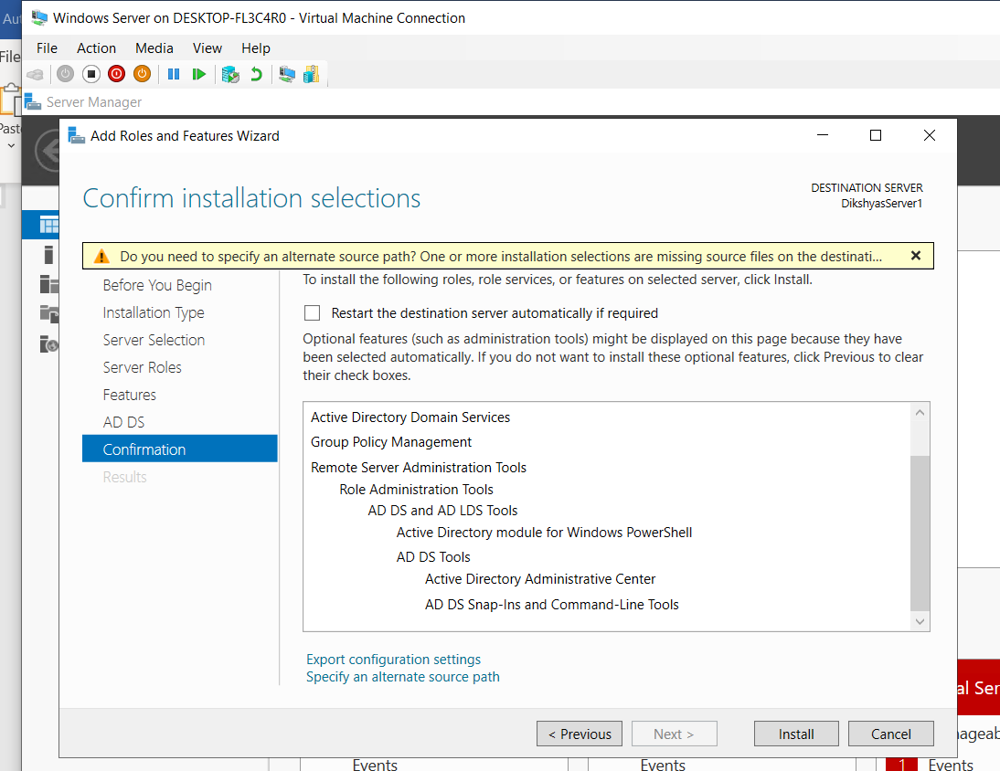 Aut
Windows Server on DESKTOP-FL3C4R0 - Virtual Machine Connection
File Action Media View Help
File
Server Manager
Paste
Add Roles and Features Wizard
Confirm installation selections
DESTINATION SERVER
DikshyasServer1
Do you need to specify an alternate source path? One or more installation selections are missing source files on the destinati...
Before You Begin
Installation Type
Server Selection
Server Roles
Features
AD DS
Confirmation
Results
To install the following roles, role services, or features on selected server, click Install.
Restart the destination server automatically if required
Optional features (such as administration tools) might be displayed on this page because they have
been selected automatically. If you do not want to install these optional features, click Previous to clear
their check boxes.
Active Directory Domain Services
Group Policy Management
Remote Server Administration Tools
Role Administration Tools
AD DS and AD LDS Tools
Active Directory module for Windows PowerShell
AD DS Tools
Active Directory Administrative Center
AD DS Snap-Ins and Command-Line Tools
Export configuration settings
Specify an alternate source path
al Ser
< Previous Next > Install Cancel
nageab
Events Events 1 Events